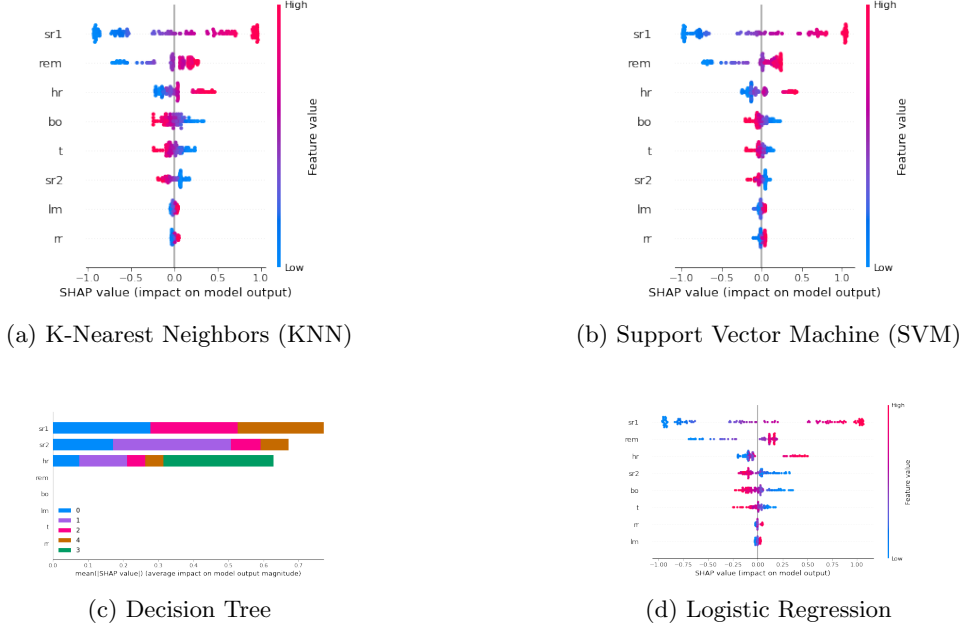 High
sr1
rem
hr
bo
t
sr2
lm
rr
Feature value
Low
−1.0 −0.5 0.0 0.5 1.0
SHAP value (impact on model output)
(a) K-Nearest Neighbors (KNN)
High
sr1
rem
hr
bo
t
sr2
lm
rr
Feature value
Low
−1.0 −0.5 0.0 0.5 1.0
SHAP value (impact on model output)
(b) Support Vector Machine (SVM)
sr1
sr2
hr
rem
bo
lm
t
rr
0
1
2
4
3
0.0 0.1 0.2 0.3 0.4 0.5 0.6 0.7
mean(|SHAP value|) (average impact on model output magnitude)
(c) Decision Tree
High
sr1
rem
hr
sr2
bo
t
rr
lm
Feature value
Low
−1.00 −0.75 −0.50 −0.25 0.00 0.25 0.50 0.75 1.00
SHAP value (impact on model output)
(d) Logistic Regression